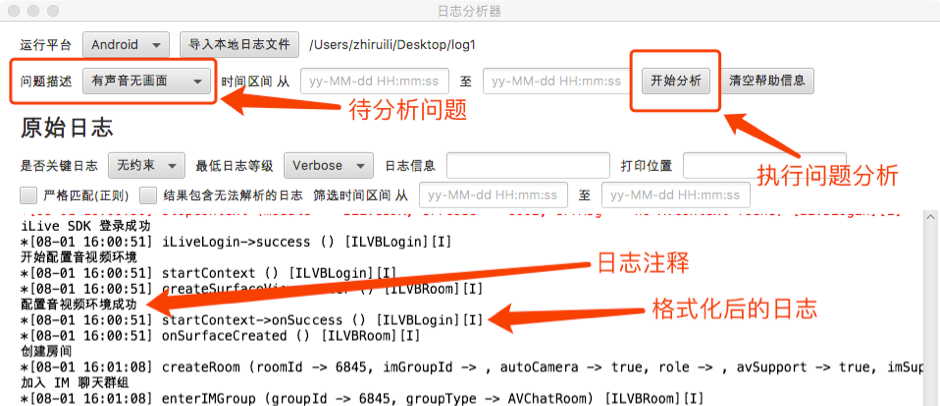 日志分析器
运行平台 Android 导入本地日志文件 /Users/zhiruili/Desktop/log1
问题描述 有声音无画面 时间区间 从 yy-MM-dd HH:mm:ss 至 yy-MM-dd HH:mm:ss 开始分析 清空帮助信息
待分析问题
原始日志
是否关键日志 无约束 最低日志等级 Verbose 日志信息 打印位置
执行问题分析
严格匹配(正则) 结果包含无法解析的日志 筛选时间区间 从 yy-MM-dd HH:mm:ss 至 yy-MM-dd HH:mm:ss
iLive SDK 登录成功
*[08-01 16:00:51] iLiveLogin->success () [ILVBLogin][I]
开始配置音视频环境
*[08-01 16:00:51] startContext () [ILVBLogin][I]
日志注释
*[08-01 16:00:51] () [ILVBRoom][I]
配置音视频环境成功
*[08-01 16:00:51] startContext->onSuccess () [ILVBLogin][I]
格式化后的日志
*[08-01 16:00:51] onSurfaceCreated () [ILVBRoom][I]
创建房间
*[08-01 16:01:08] createRoom (roomId -> 6845, imGroupId -> , autoCamera -> true, role -> , avSupport -> true, imSup
加入 IM 聊天群组
*[08-01 16:01:08] enterIMGroup (groupId -> 6845, groupType -> AVChatRoom) [ILVBRoom][I]